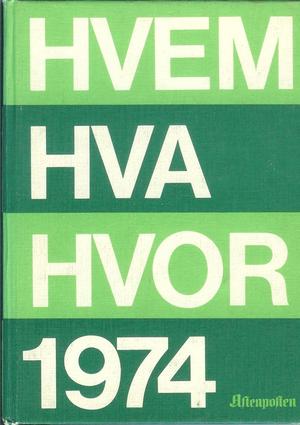 HVEM
HVA
HVOR
1974
Aftenposten